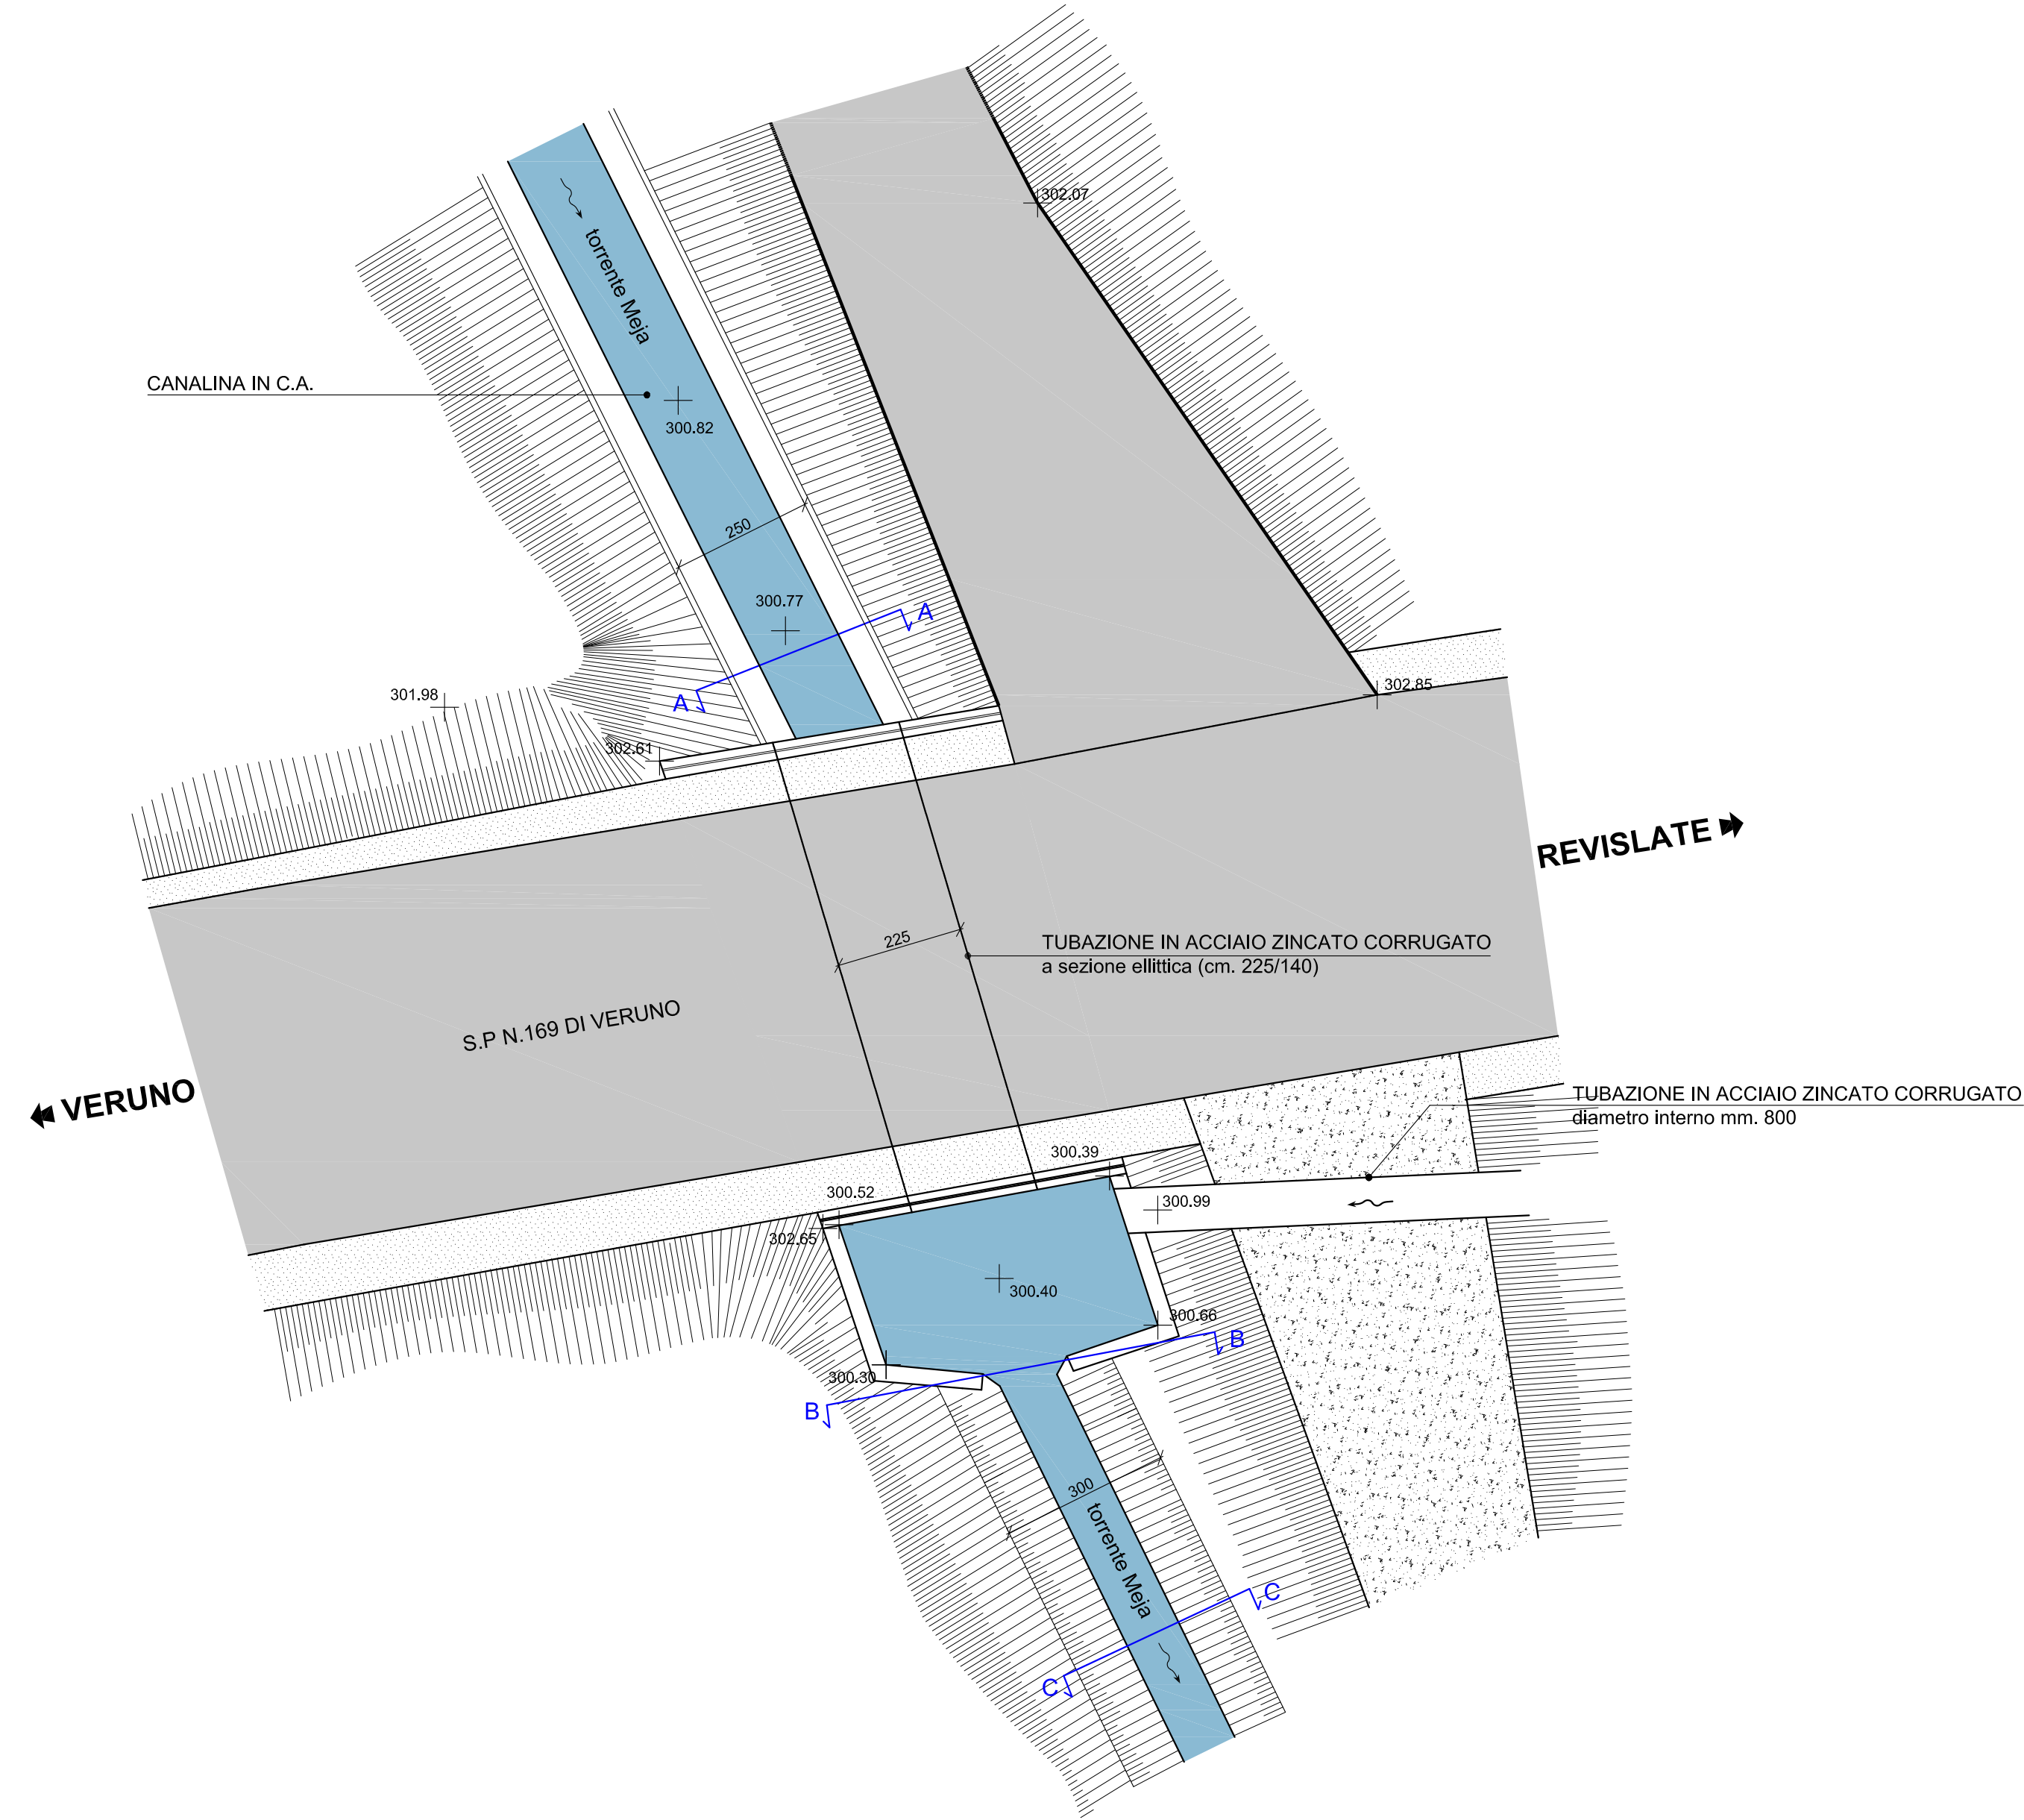 302.07
torrente Meja
CANALINA IN C.A.
300.82
250
300.77
A
A
301.98
302.85
302.61
REVISLATE
225
TUBAZIONE IN ACCIAIO ZINCATO CORRUGATO
a sezione ellittica (cm. 225/140)
S.P N.169 DI VERUNO
VERUNO
TUBAZIONE IN ACCIAIO ZINCATO CORRUGATO
diametro interno mm. 800
300.39
300.52
300.99
302.65
300.40
300.66
B
300.30
B
300
torrente Meja
C
C